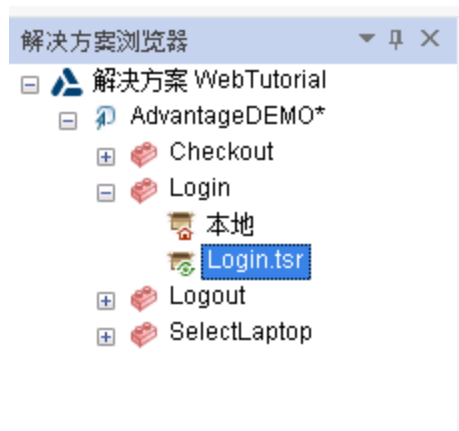 解决方案浏览器
解决方案 WebTutorial
AdvantageDEMO*
Checkout
Login
本地
Login.tsr
Logout
SelectLaptop